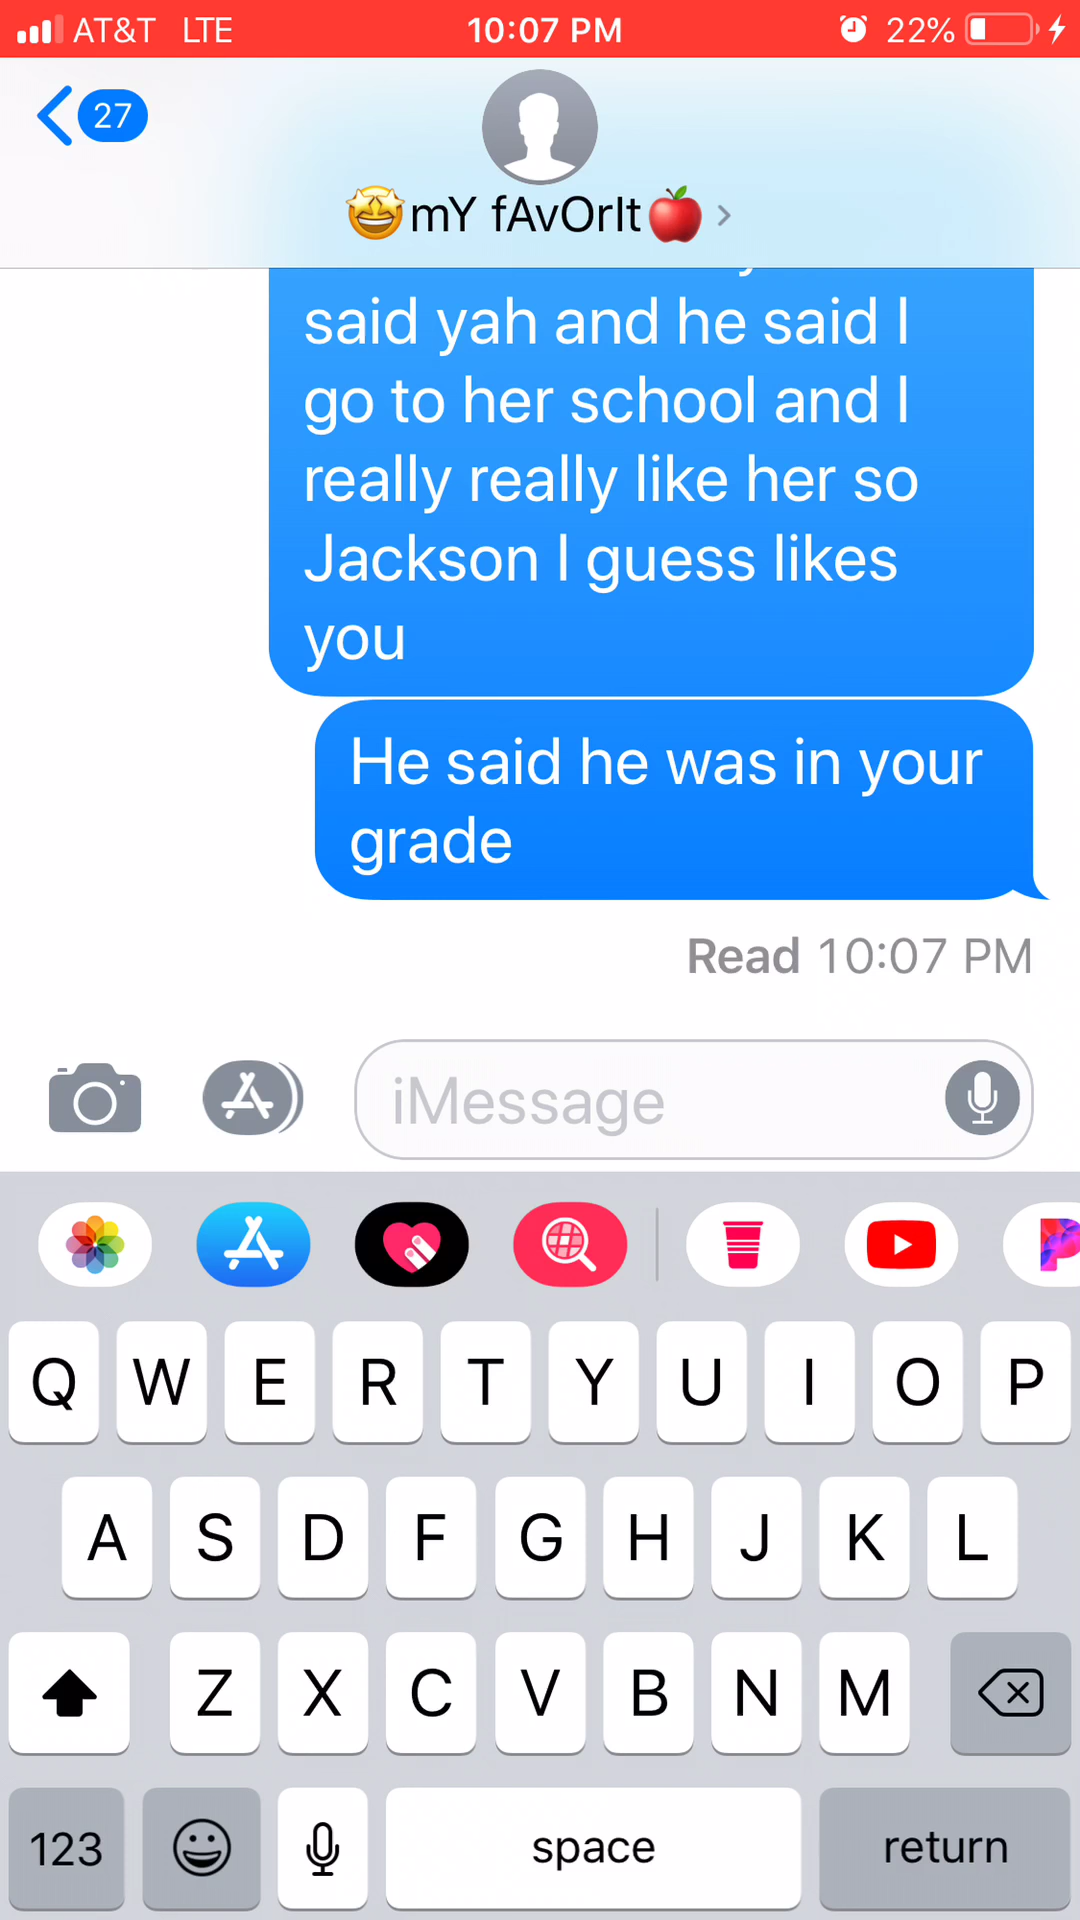 AT&T LTE 10:07 PM 22%
27
🤩mY fAvOrIt🍎 >
said yah and he said I
go to her school and I
really really like her so
Jackson I guess likes
you
He said he was in your
grade
Read 10:07 PM
iMessage
Q W E R T Y U I O P
A S D F G H J K L
Z X C V B N M
123 space return